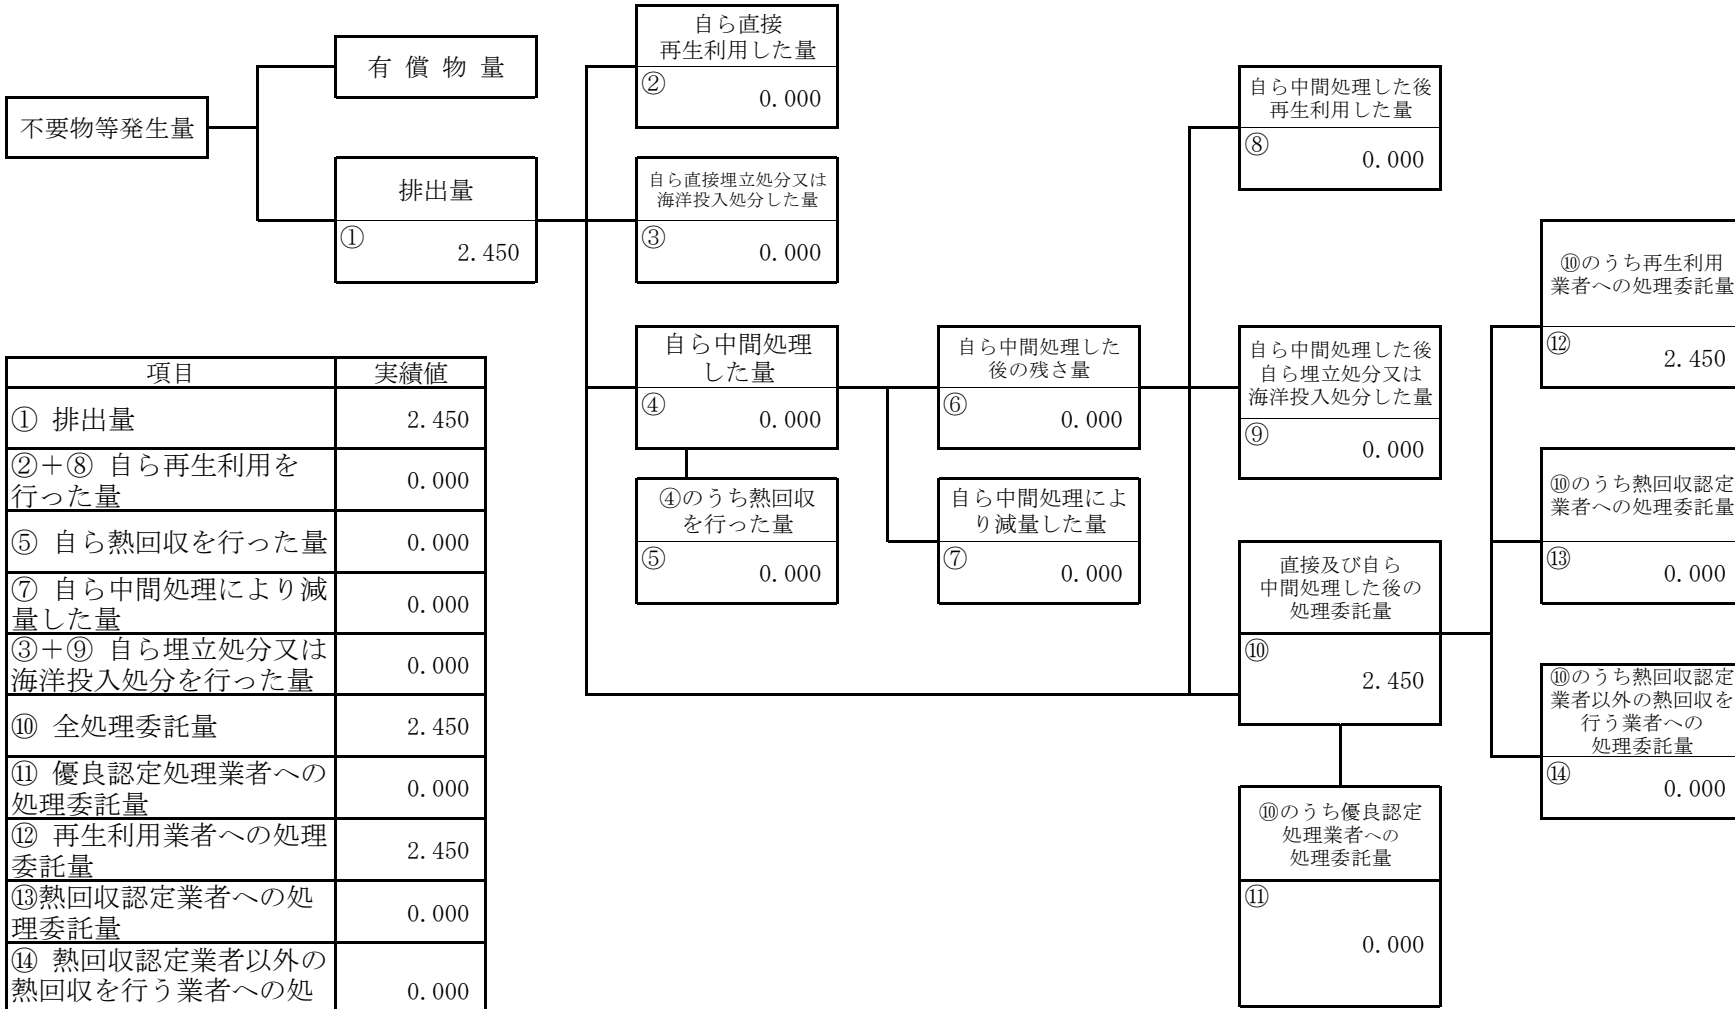 不要物等発生量
有 償 物 量
排出量
①
2.450
自ら直接
再生利用した量
②
0.000
自ら直接埋立処分又は
海洋投入処分した量
③
0.000
自ら中間処理
した量
④
0.000
④のうち熱回収
を行った量
⑤
0.000
自ら中間処理した
後の残さ量
⑥
0.000
自ら中間処理によ
り減量した量
⑦
0.000
自ら中間処理した後
再生利用した量
⑧
0.000
自ら中間処理した後
自ら埋立処分又は
海洋投入処分した量
⑨
0.000
直接及び自ら
中間処理した後の
処理委託量
⑩
2.450
⑩のうち優良認定
処理業者への
処理委託量
⑪
0.000
⑩のうち再生利用
業者への処理委託量
⑫
2.450
⑩のうち熱回収認定
業者への処理委託量
⑬
0.000
⑩のうち熱回収認定
業者以外の熱回収を
行う業者への
処理委託量
⑭
0.000
項目 実績値
① 排出量 2.450
②+⑧ 自ら再生利用を
行った量 0.000
⑤ 自ら熱回収を行った量 0.000
⑦ 自ら中間処理により減
量した量 0.000
③+⑨ 自ら埋立処分又は
海洋投入処分を行った量 0.000
⑩ 全処理委託量 2.450
⑪ 優良認定処理業者への
処理委託量 0.000
⑫ 再生利用業者への処理
委託量 2.450
⑬熱回収認定業者への処
理委託量 0.000
⑭ 熱回収認定業者以外の
熱回収を行う業者への処 0.000